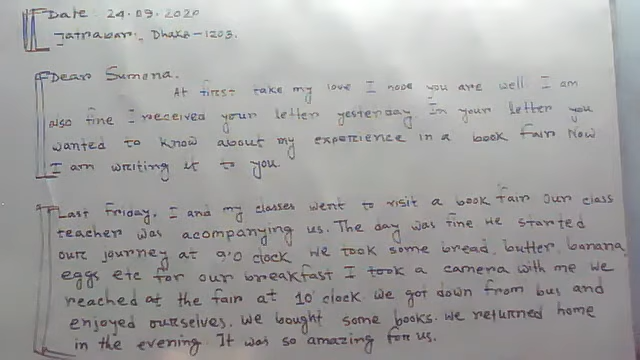 Date : 24.09.2020
Jatrabari, Dhaka-1203.
Dear Sumona.
At first take my love I hope you are well I am
also fine I received your letter yesterday. In your letter you
wanted to know about my experience in a book fair Now
I am writing it to you.
Last Friday, I and my classes went to visit a book fair our class
teacher was acompanying us. The day was fine He started
our journey at 9'0 clock we took some bread, butter, banana,
eggs etc for our breakfast I took a camera with me we
reached at the fair at 10' clock we got down from bus and
enjoyed ourselves. we bought some books. we returned home
in the evening It was so amazing for us.